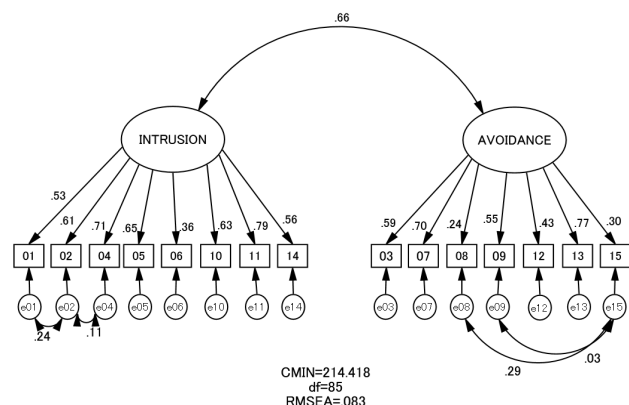 .66
INTRUSION
AVOIDANCE
.53
.61
.71
.65
.36
.63
.79
.56
.59
.70
.24
.55
.43
.77
.30
01
02
04
05
06
10
11
14
03
07
08
09
12
13
15
e01
e02
e04
e05
e06
e10
e11
e14
e03
e07
e08
e09
e12
e13
e15
.24
.11
.29
.03
CMIN=214.418
df=85
RMSEA=.083